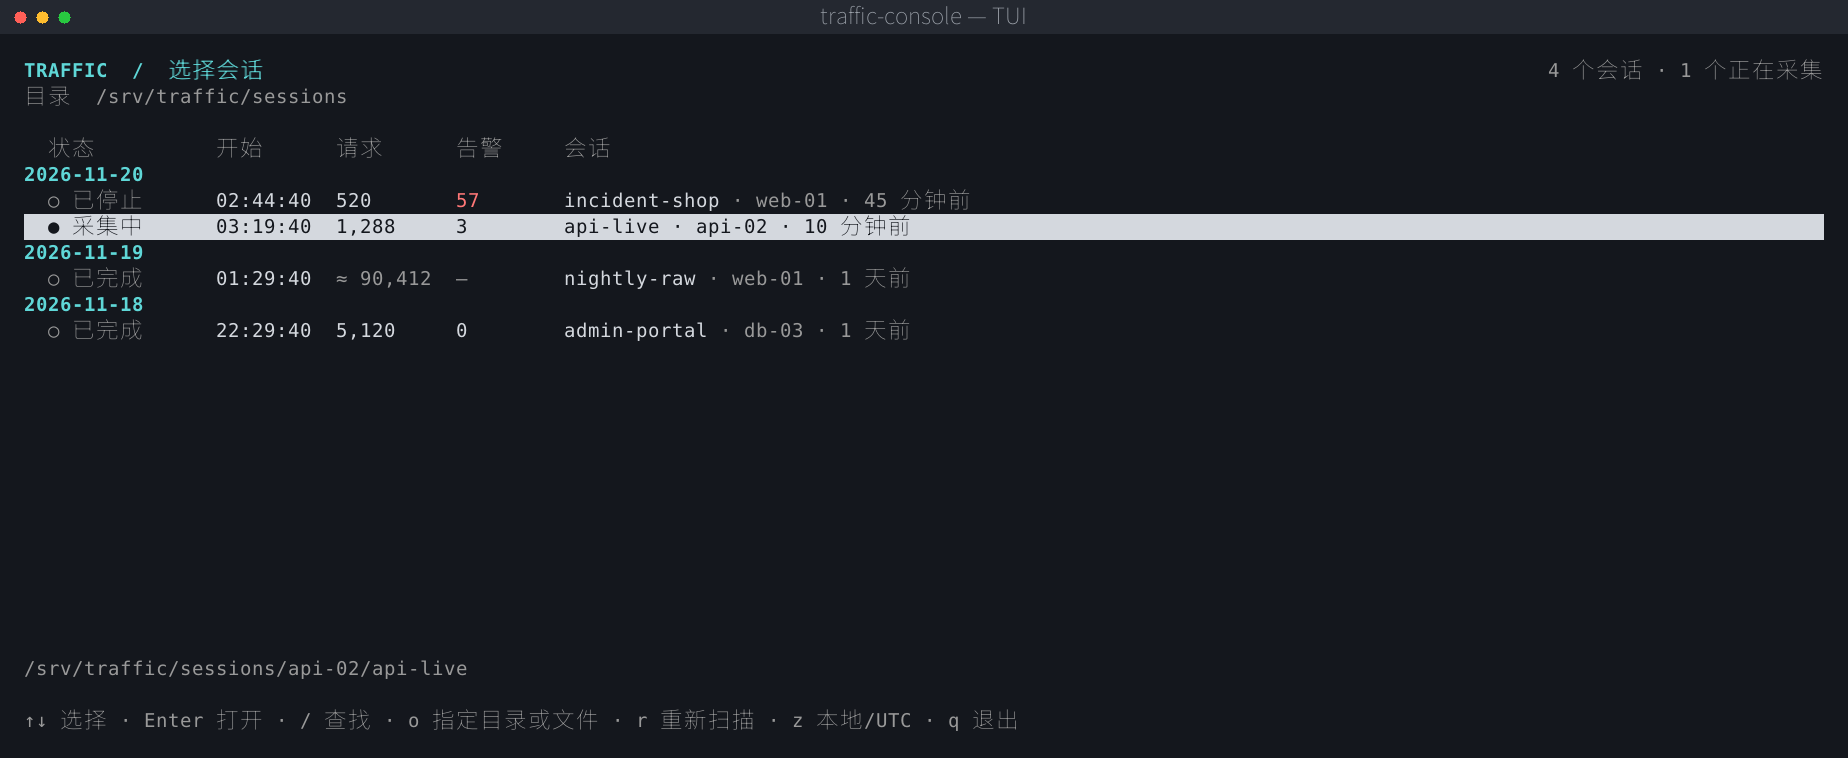 traffic-console — TUI
TRAFFIC / 选择会话 4 个会话 · 1 个正在采集
目录 /srv/traffic/sessions
状态 开始 请求 告警 会话
2026-11-20
○ 已停止 02:44:40 520 57 incident-shop · web-01 · 45 分钟前
● 采集中 03:19:40 1,288 3 api-live · api-02 · 10 分钟前
2026-11-19
○ 已完成 01:29:40 ≈ 90,412 — nightly-raw · web-01 · 1 天前
2026-11-18
○ 已完成 22:29:40 5,120 0 admin-portal · db-03 · 1 天前
/srv/traffic/sessions/api-02/api-live
↑↓ 选择 · Enter 打开 · / 查找 · o 指定目录或文件 · r 重新扫描 · z 本地/UTC · q 退出